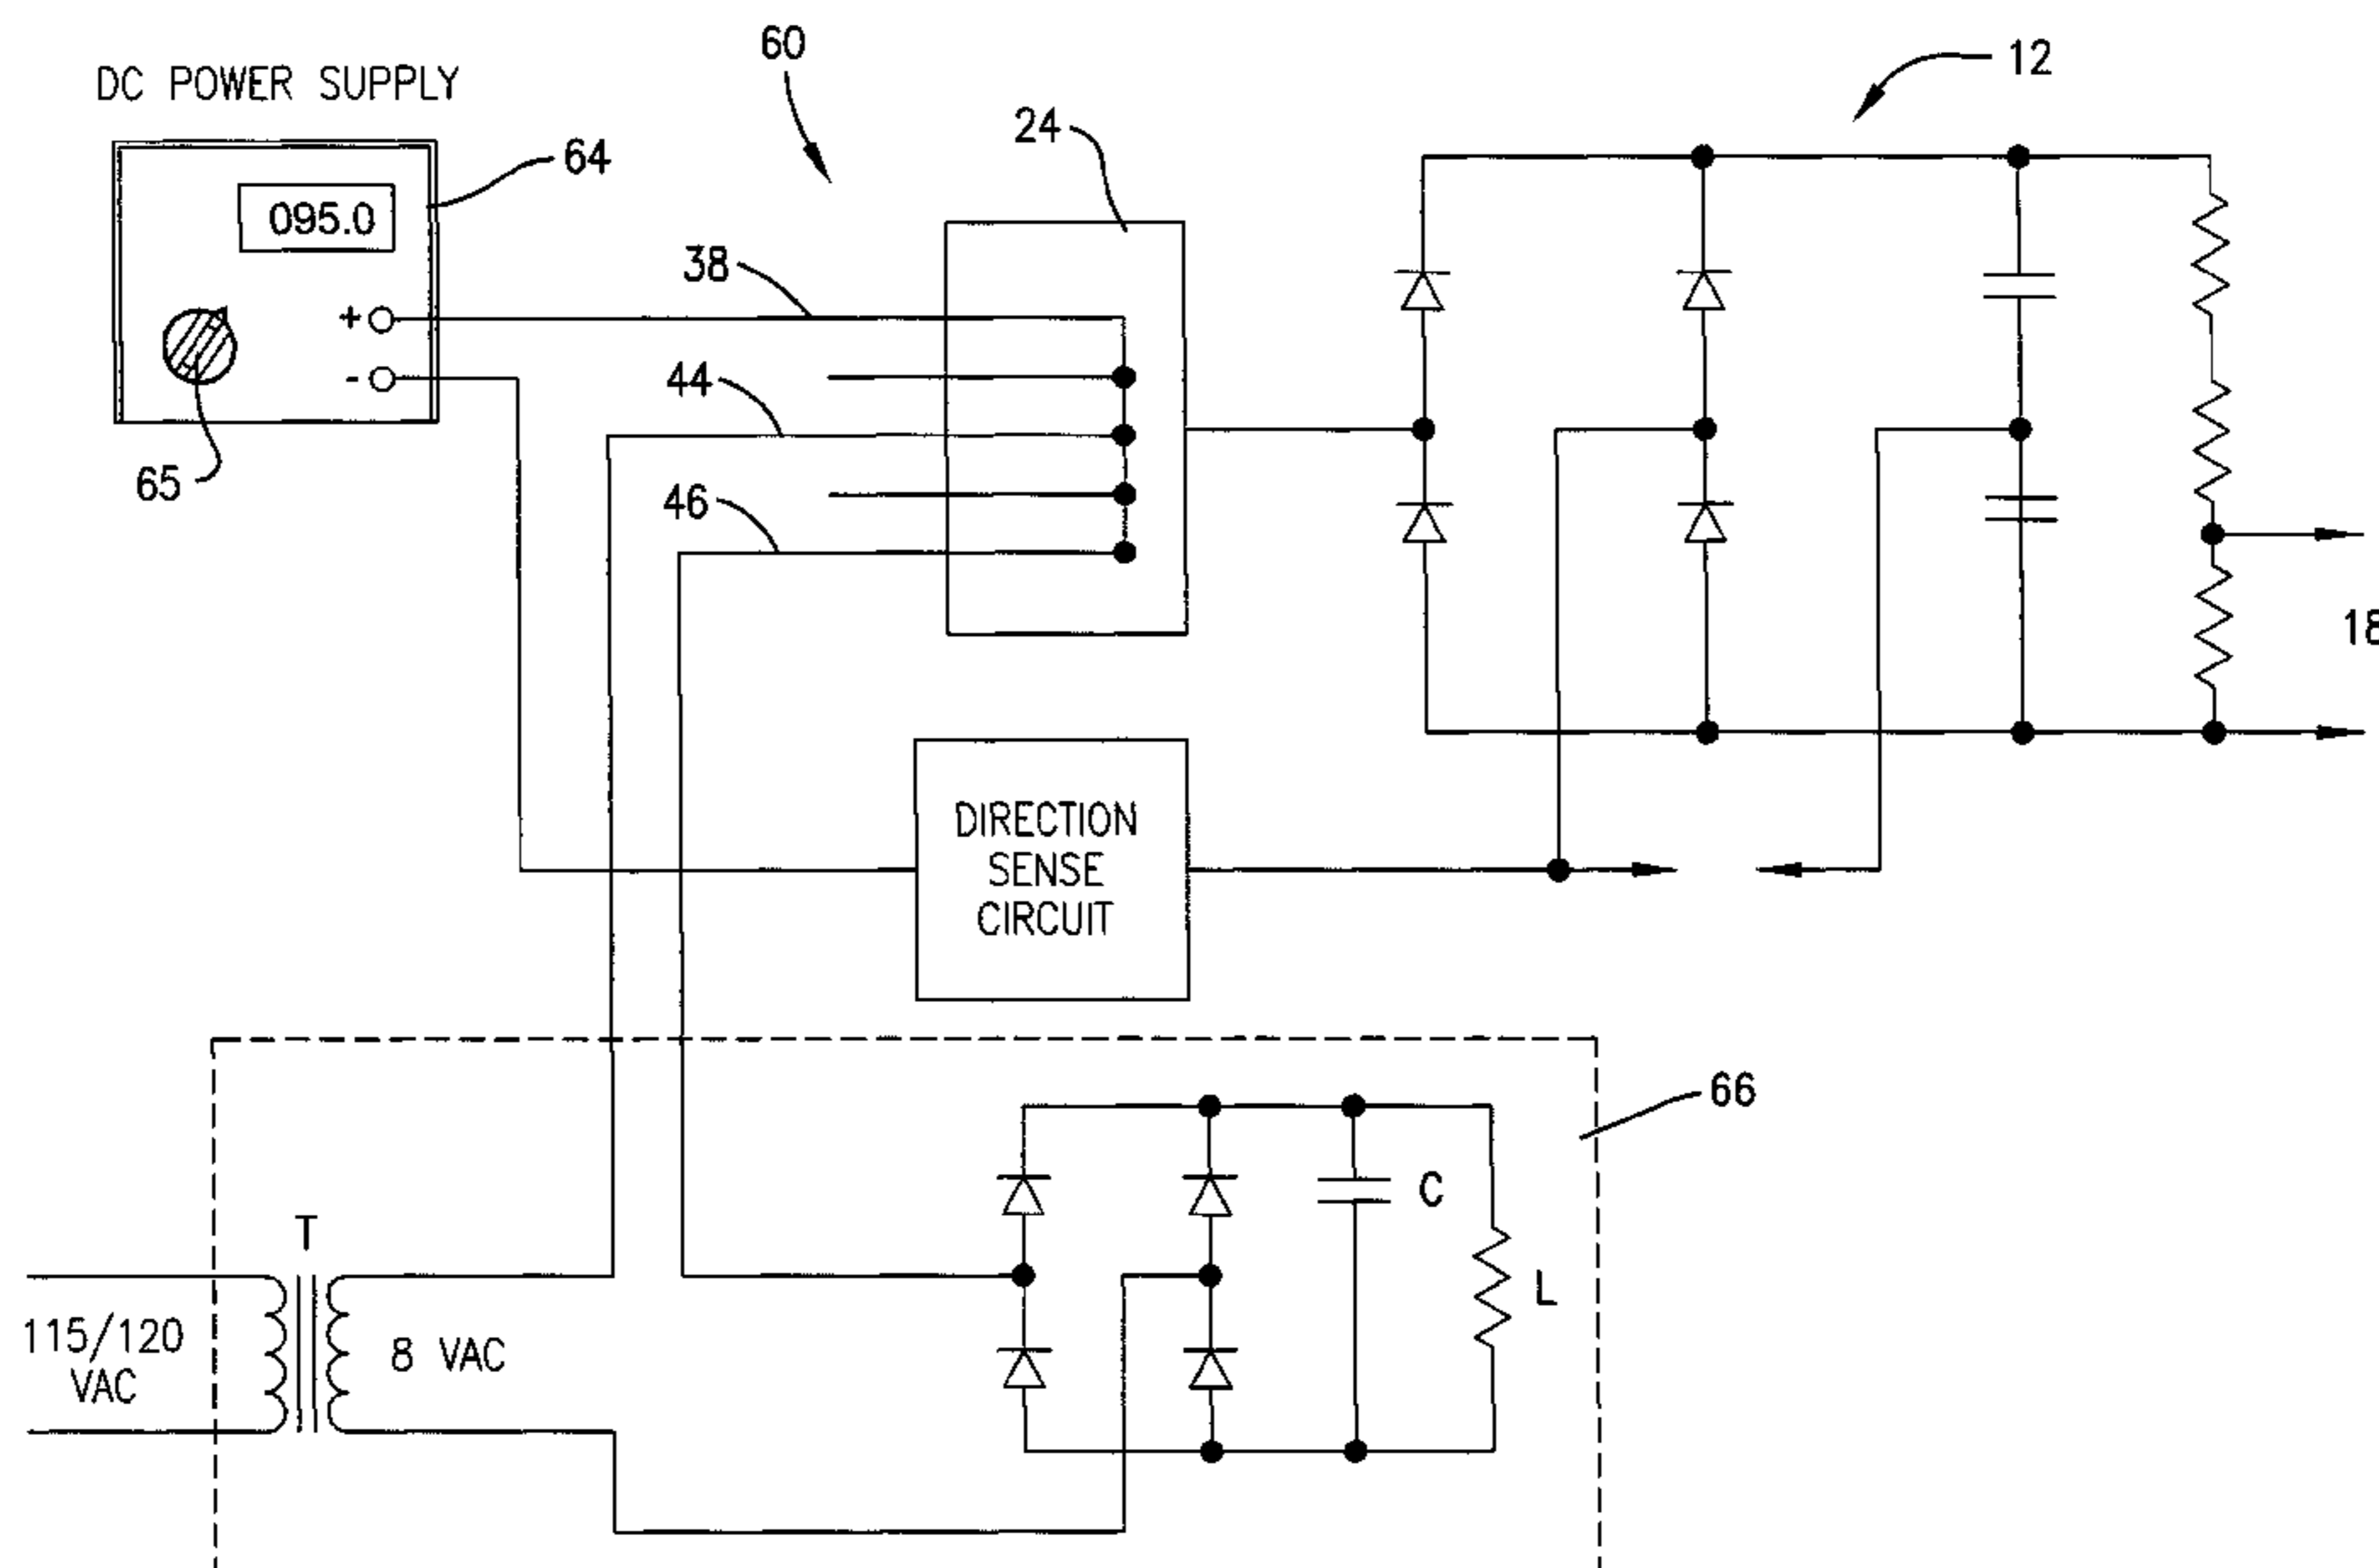 60
12
DC POWER SUPPLY
24
64
095.0
38
+
-
44
65
46
18
DIRECTION
SENSE
CIRCUIT
66
C
T
L
115/120
VAC
8 VAC